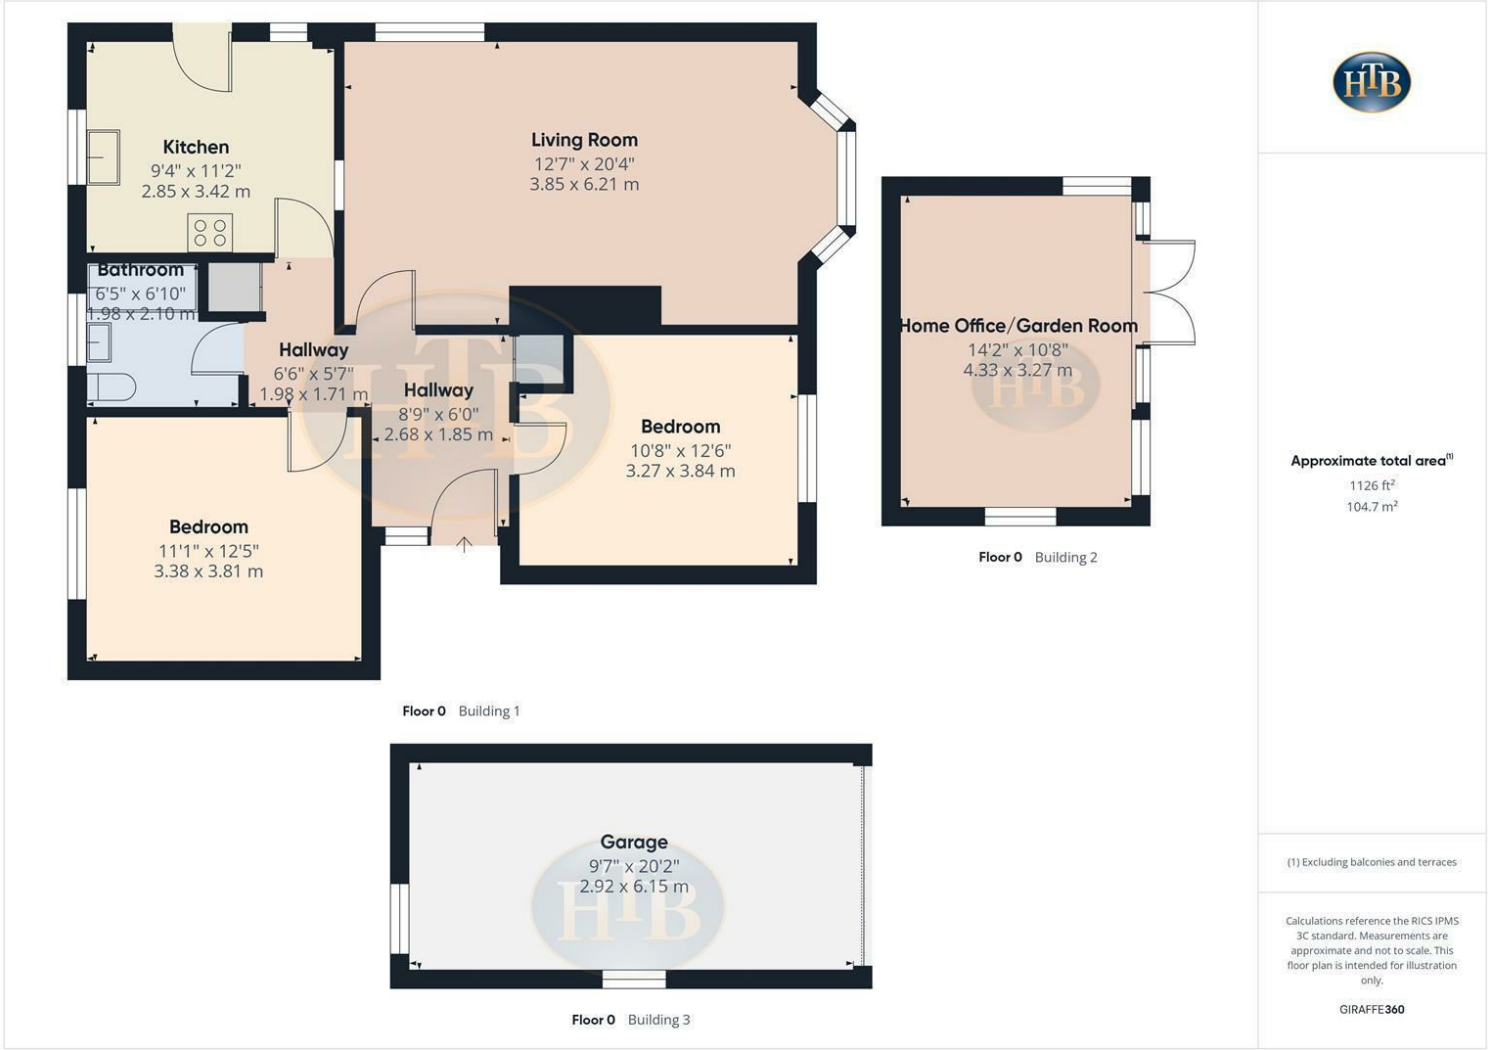 Kitchen
9'4" x 11'2"
2.85 x 3.42 m
Living Room
12'7" x 20'4"
3.85 x 6.21 m
Bathroom
6'5" x 6'10"
1.98 x 2.10 m
Hallway
6'6" x 5'7"
1.98 x 1.71 m
Hallway
8'9" x 6'0"
2.68 x 1.85 m
Bedroom
10'8" x 12'6"
3.27 x 3.84 m
Bedroom
11'1" x 12'5"
3.38 x 3.81 m
HTB
Floor 0 Building 1
Home Office/Garden Room
14'2" x 10'8"
4.33 x 3.27 m
HTB
Floor 0 Building 2
Garage
9'7" x 20'2"
2.92 x 6.15 m
HTB
Floor 0 Building 3
HTB
Approximate total area(1)
1126 ft²
104.7 m²
(1) Excluding balconies and terraces
Calculations reference the RICS IPMS
3C standard. Measurements are
approximate and not to scale. This
floor plan is intended for illustration
only.
GIRAFFE360